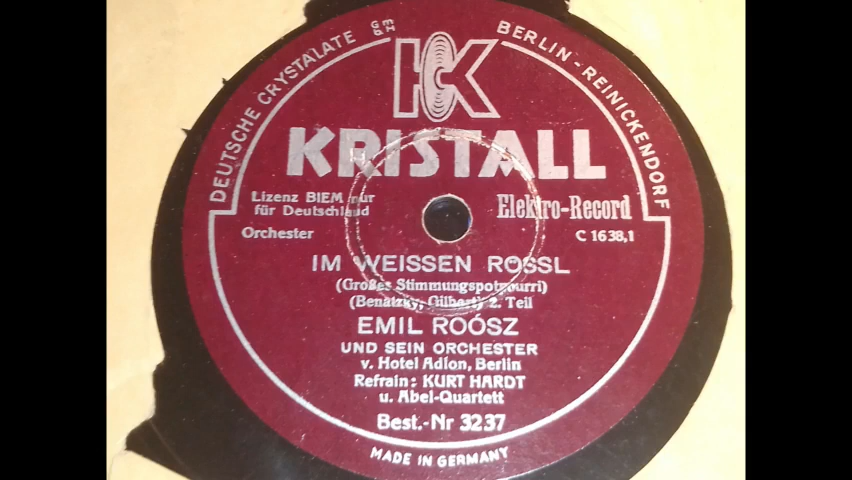 DEUTSCHE CRYSTALATE GmbH BERLIN-REINICKENDORF
K
KRISTALL
Lizenz BIEM nur
für Deutschland
Elektro-Record
Orchester
C 1638,1
IM WEISSEN RÖSSL
(Großes Stimmungspotpourri)
(Benatzky, Gilbert) 2. Teil
EMIL ROÓSZ
UND SEIN ORCHESTER
v. Hotel Adlon, Berlin
Refrain: KURT HARDT
u. Abel-Quartett
Best.-Nr 3237
MADE IN GERMANY